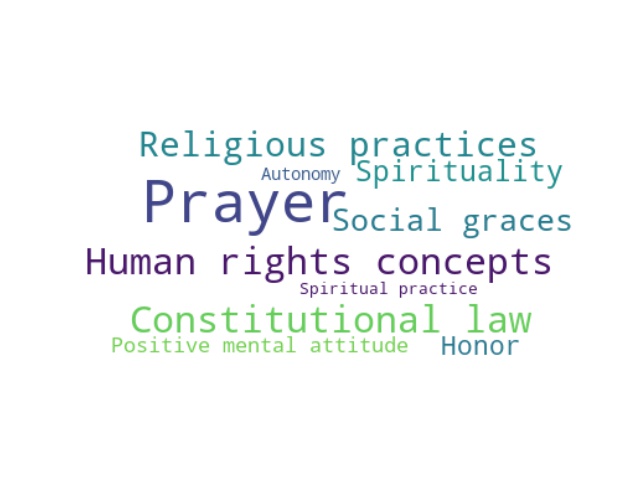 Religious practices
Autonomy
Spirituality
Prayer
Social graces
Human rights concepts
Spiritual practice
Constitutional law
Positive mental attitude
Honor